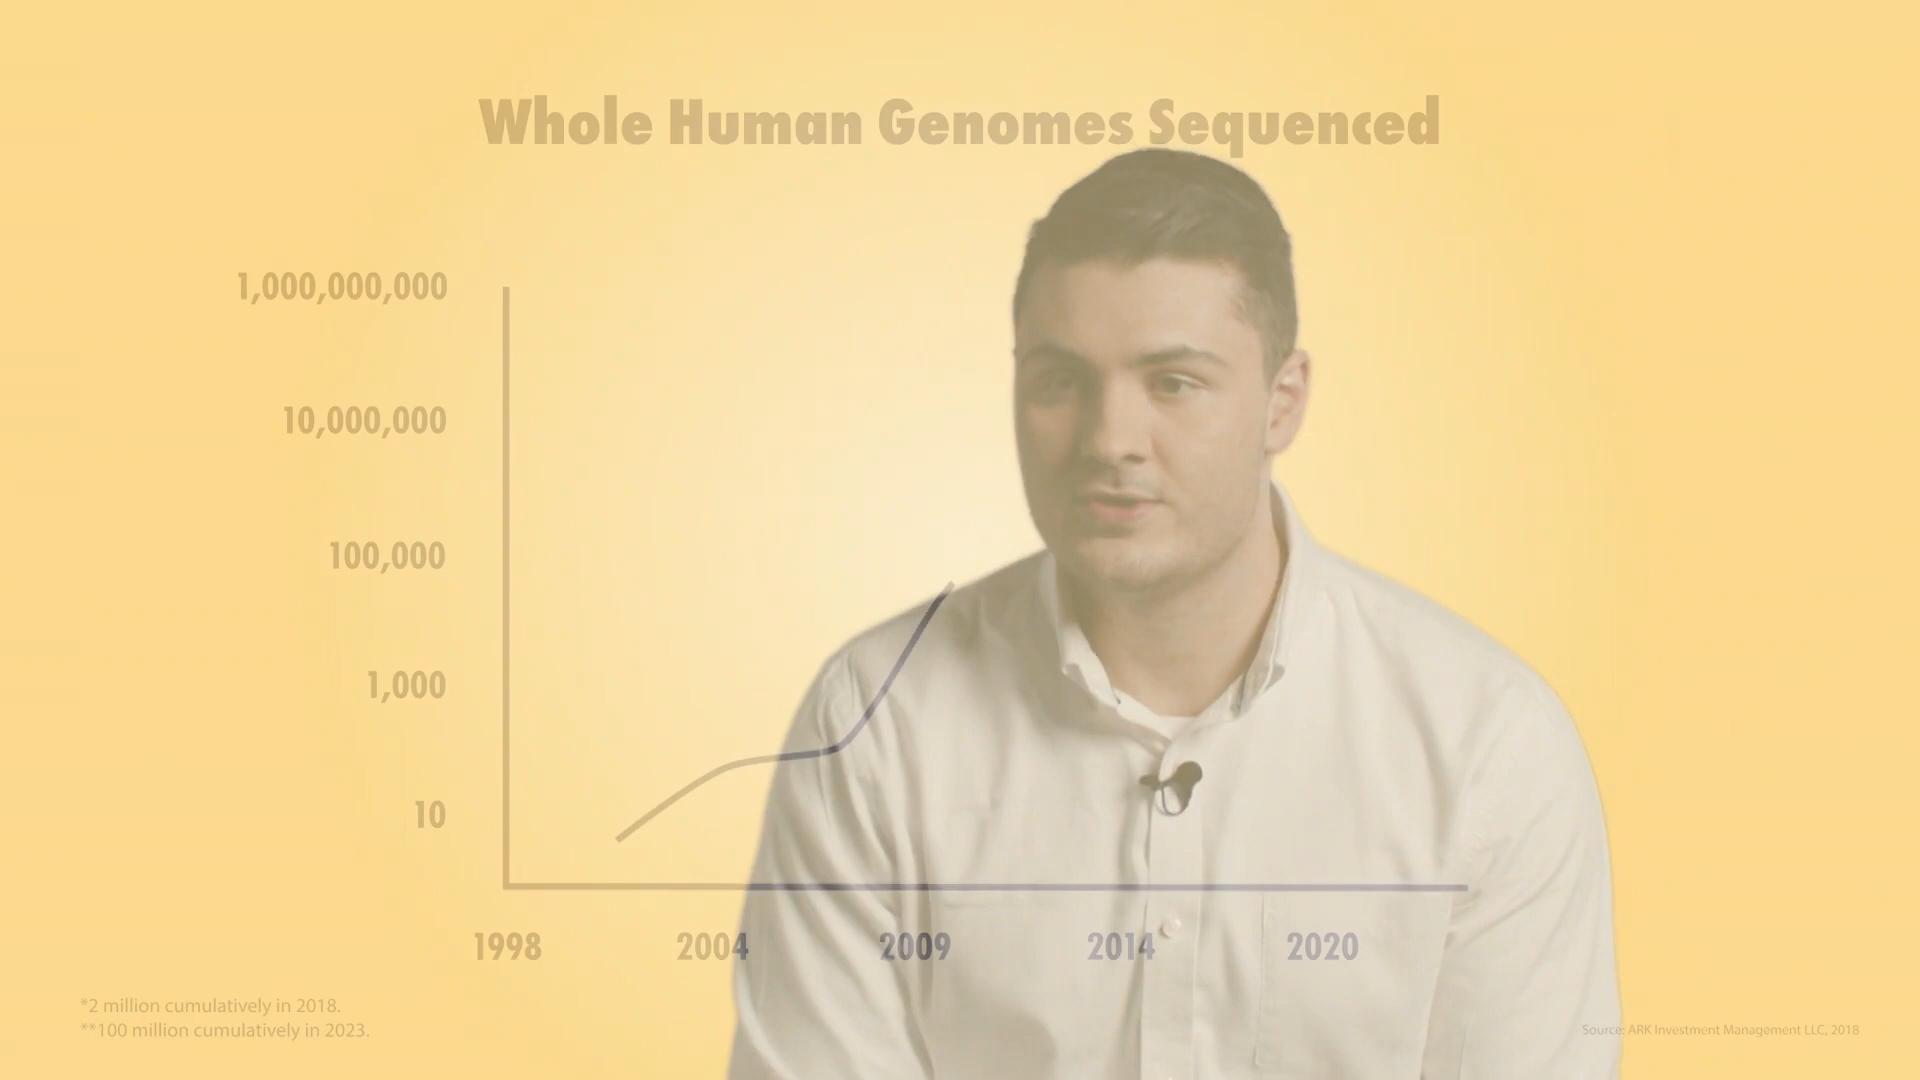 Whole Human Genomes Sequenced
1,000,000,000
10,000,000
100,000
1,000
10
1998 2004 2009 2014 2020
*2 million cumulatively in 2018.
**100 million cumulatively in 2023.
Source: ARK Investment Management LLC, 2018